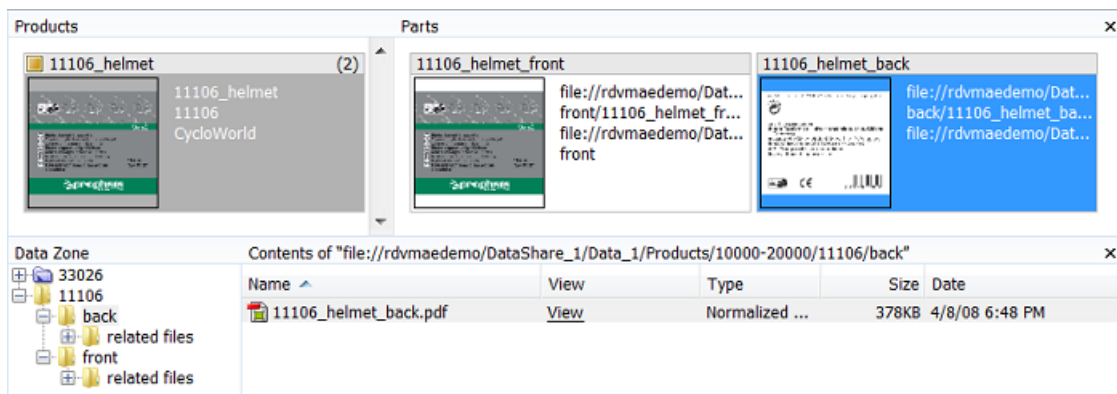 Products
Parts
11106_helmet (2)
11106_helmet
11106
CycloWorld
11106_helmet_front
file://rdvmaedemo/Dat...
front/11106_helmet_fr...
file://rdvmaedemo/Dat...
front
11106_helmet_back
file://rdvmaedemo/Dat...
back/11106_helmet_ba...
file://rdvmaedemo/Dat...
Data Zone
33026
11106
back
related files
front
related files
Contents of "file://rdvmaedemo/DataShare_1/Data_1/Products/10000-20000/11106/back"
Name View Type Size Date
11106_helmet_back.pdf View Normalized ... 378KB 4/8/08 6:48 PM